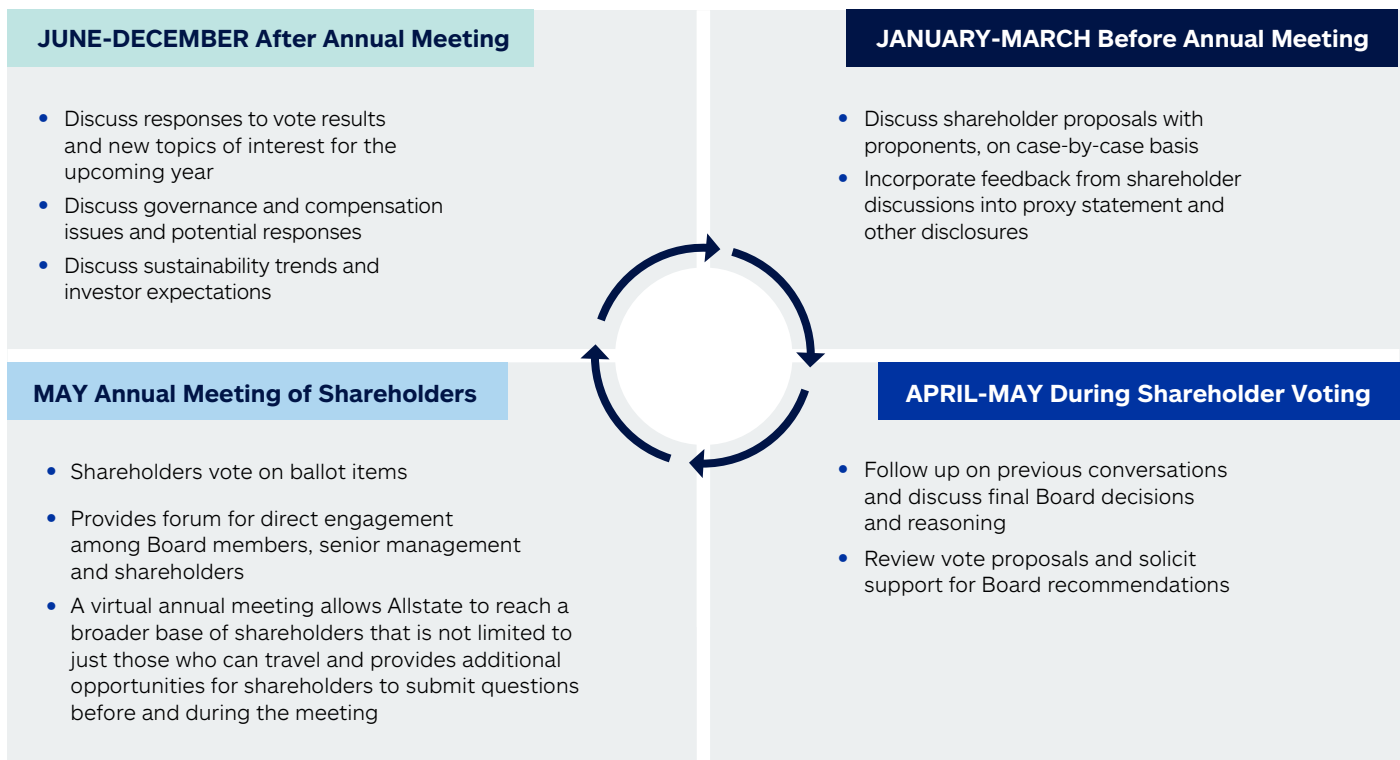 JUNE-DECEMBER After Annual Meeting
• Discuss responses to vote results
and new topics of interest for the
upcoming year
• Discuss governance and compensation
issues and potential responses
• Discuss sustainability trends and
investor expectations
JANUARY-MARCH Before Annual Meeting
• Discuss shareholder proposals with
proponents, on case-by-case basis
• Incorporate feedback from shareholder
discussions into proxy statement and
other disclosures
MAY Annual Meeting of Shareholders
• Shareholders vote on ballot items
• Provides forum for direct engagement
among Board members, senior management
and shareholders
• A virtual annual meeting allows Allstate to reach a
broader base of shareholders that is not limited to
just those who can travel and provides additional
opportunities for shareholders to submit questions
before and during the meeting
APRIL-MAY During Shareholder Voting
• Follow up on previous conversations
and discuss final Board decisions
and reasoning
• Review vote proposals and solicit
support for Board recommendations